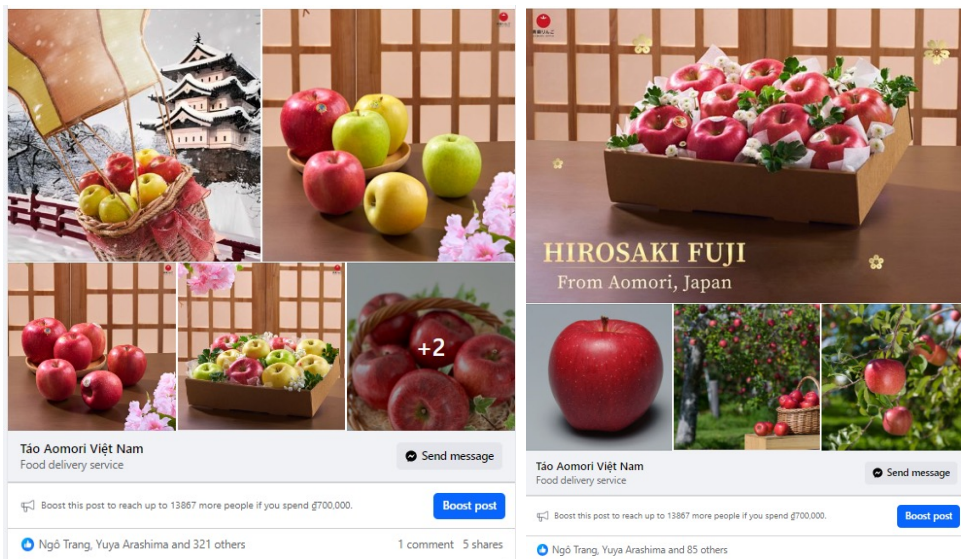 +2
Táo Aomori Việt Nam
Food delivery service
Send message
Boost this post to reach up to 13867 more people if you spend ₫700,000.
Boost post
Ngô Trang, Yuya Arashima and 321 others
1 comment 5 shares
HIROSAKI FUJI
From Aomori, Japan
Táo Aomori Việt Nam
Food delivery service
Send message
Boost this post to reach up to 13867 more people if you spend ₫700,000.
Boost post
Ngô Trang, Yuya Arashima and 85 others